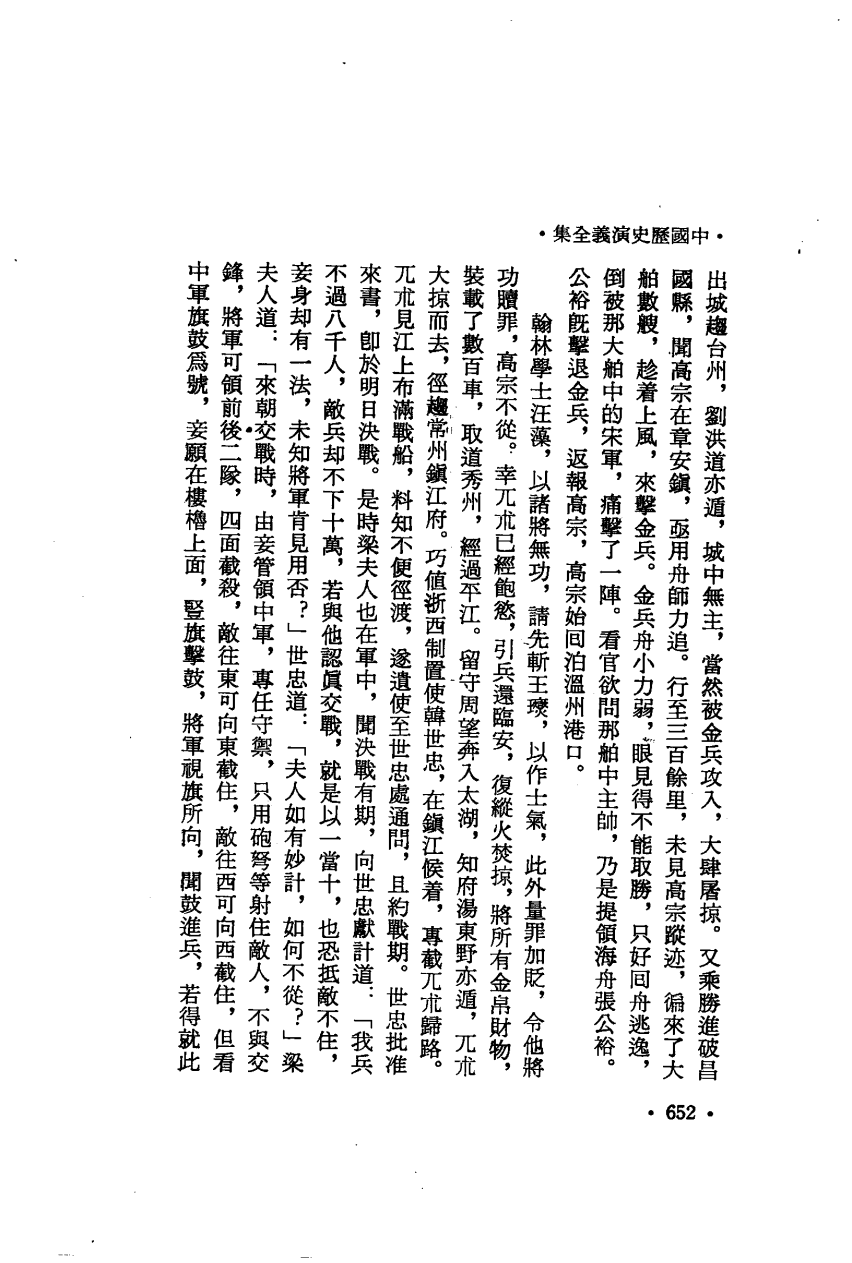 •中國歷史演義全集•
出城趨台州，劉洪道亦遁，城中無主，當然被金兵攻入，大肆屠掠。又乘勝進破昌
國縣，聞高宗在章安鎮，亟用舟師力追。行至三百餘里，未見高宗蹤迹，徧來了大
舶數艘，趁着上風，來擊金兵。金兵舟小力弱，眼見得不能取勝，只好囘舟逃逸，
倒被那大舶中的宋軍，痛擊了一陣。看官欲問那舶中主帥，乃是提領海舟張公裕。
公裕旣擊退金兵，返報高宗，高宗始囘泊溫州港口。
翰林學士汪藻，以諸將無功，請先斬王𤫉，以作士氣，此外量罪加貶，令他將
功贖罪，高宗不從。幸兀朮已經飽慾，引兵還臨安，復縱火焚掠，將所有金帛財物，
裝載了數百車，取道秀州，經過平江。留守周望奔入太湖，知府湯東野亦遁，兀朮
大掠而去，徑趨常州鎮江府。巧值浙西制置使韓世忠，在鎮江候着，專截兀朮歸路。
兀朮見江上布滿戰船，料知不便徑渡，遂遣使至世忠處通問，且約戰期。世忠批准
來書，卽於明日決戰。是時梁夫人也在軍中，聞決戰有期，向世忠獻計道：「我兵
不過八千人，敵兵却不下十萬，若與他認眞交戰，就是以一當十，也恐抵敵不住，
妾身却有一法，未知將軍肯見用否？」世忠道：「夫人如有妙計，如何不從？」梁
夫人道：「來朝交戰時，由妾管領中軍，專任守禦，只用砲弩等射住敵人，不與交
鋒，將軍可領前後二隊，四面截殺，敵往東可向東截住，敵往西可向西截住，但看
中軍旗鼓爲號，妾願在樓櫓上面，豎旗擊鼓，將軍視旗所向，聞鼓進兵，若得就此
•652•